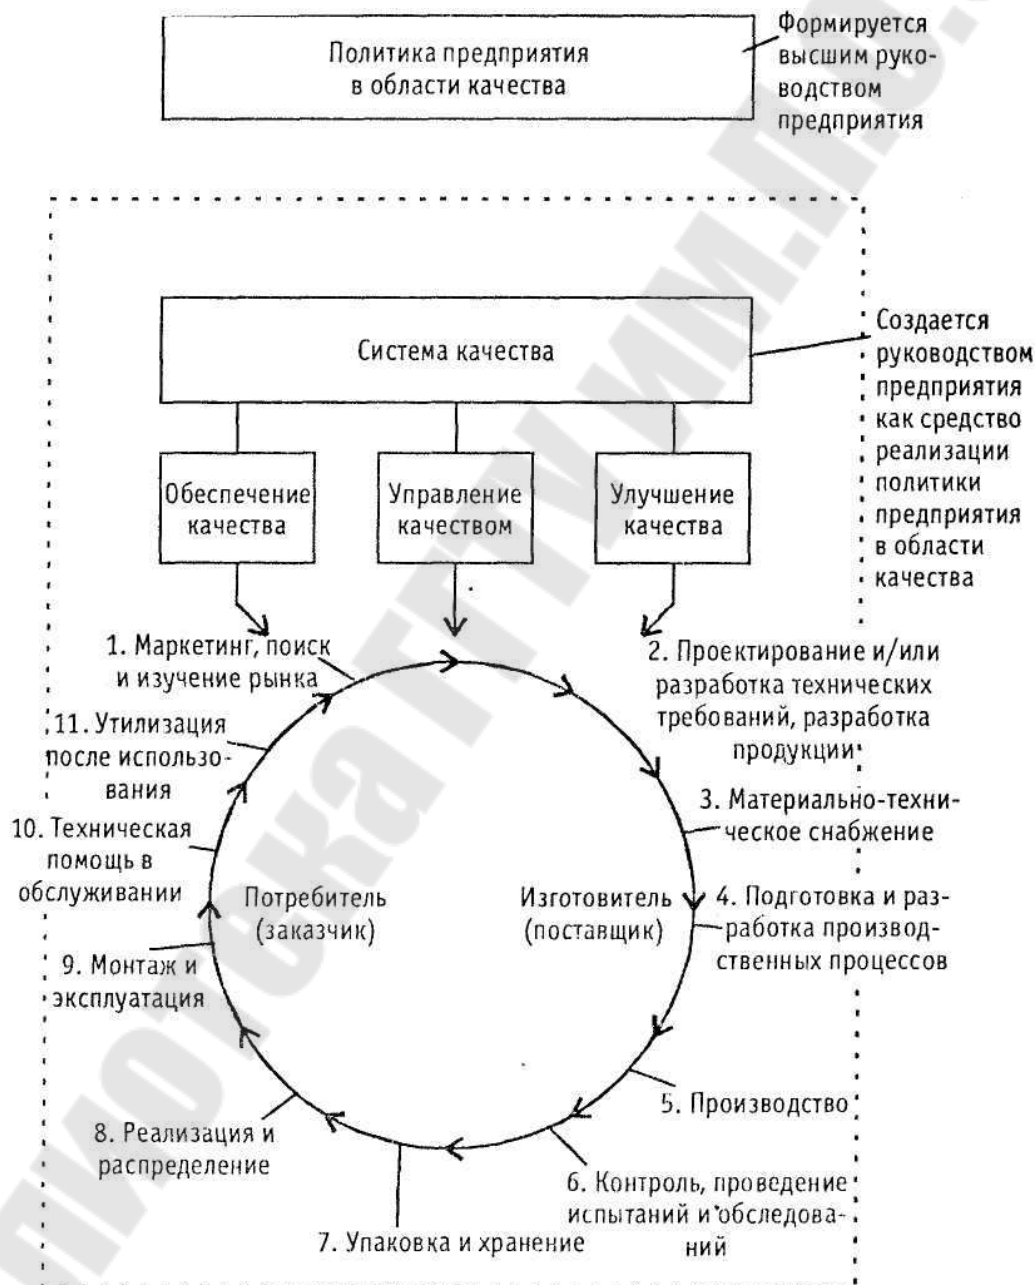 Политика предприятия
в области качества
Формируется
высшим руко-
водством
предприятия
Система качества
Создается
руководством
предприятия
как средство
реализации
политики
предприятия
в области
качества
Обеспечение
качества
Управление
качеством
Улучшение
качества
1. Маркетинг, поиск
и изучение рынка
2. Проектирование и/или
разработка технических
требований, разработка
продукции
3. Материально-техни-
ческое снабжение
4. Подготовка и раз-
работка производ-
ственных процессов
5. Производство
6. Контроль, проведение
испытаний и обследова-
ний
7. Упаковка и хранение
8. Реализация и
распределение
9. Монтаж и
эксплуатация
10. Техническая
помощь в
обслуживании
11. Утилизация
после использо-
вания
Потребитель
(заказчик)
Изготовитель
(поставщик)
ГГТУ им. П.О.